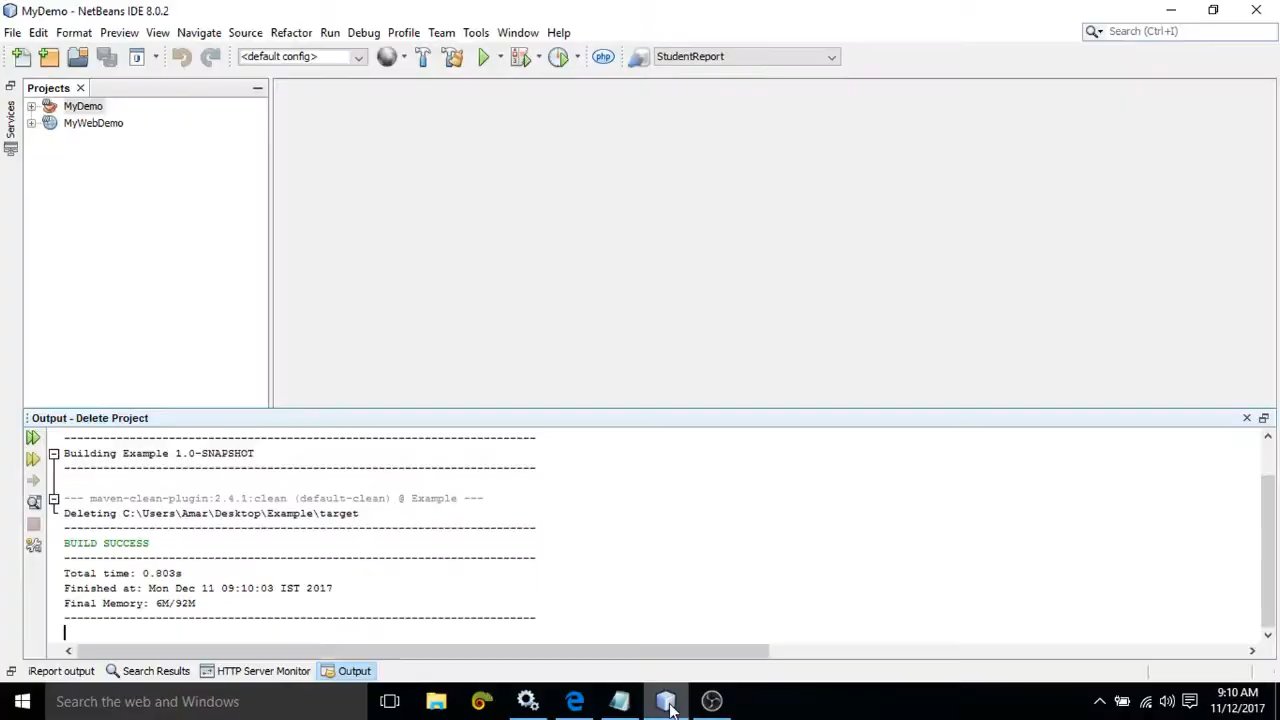 MyDemo - NetBeans IDE 8.0.2
File Edit Format Preview View Navigate Source Refactor Run Debug Profile Team Tools Window Help
Search (Ctrl+I)
<default config>
php
StudentReport
Projects
MyDemo
MyWebDemo
Services
Output - Delete Project
------------------------------------------------------------------------
Building Example 1.0-SNAPSHOT
------------------------------------------------------------------------
--- maven-clean-plugin:2.4.1:clean (default-clean) @ Example ---
Deleting C:\Users\Amar\Desktop\Example\target
------------------------------------------------------------------------
BUILD SUCCESS
------------------------------------------------------------------------
Total time: 0.803s
Finished at: Mon Dec 11 09:10:03 IST 2017
Final Memory: 6M/92M
------------------------------------------------------------------------
iReport output Search Results HTTP Server Monitor Output
Search the web and Windows
9:10 AM
11/12/2017